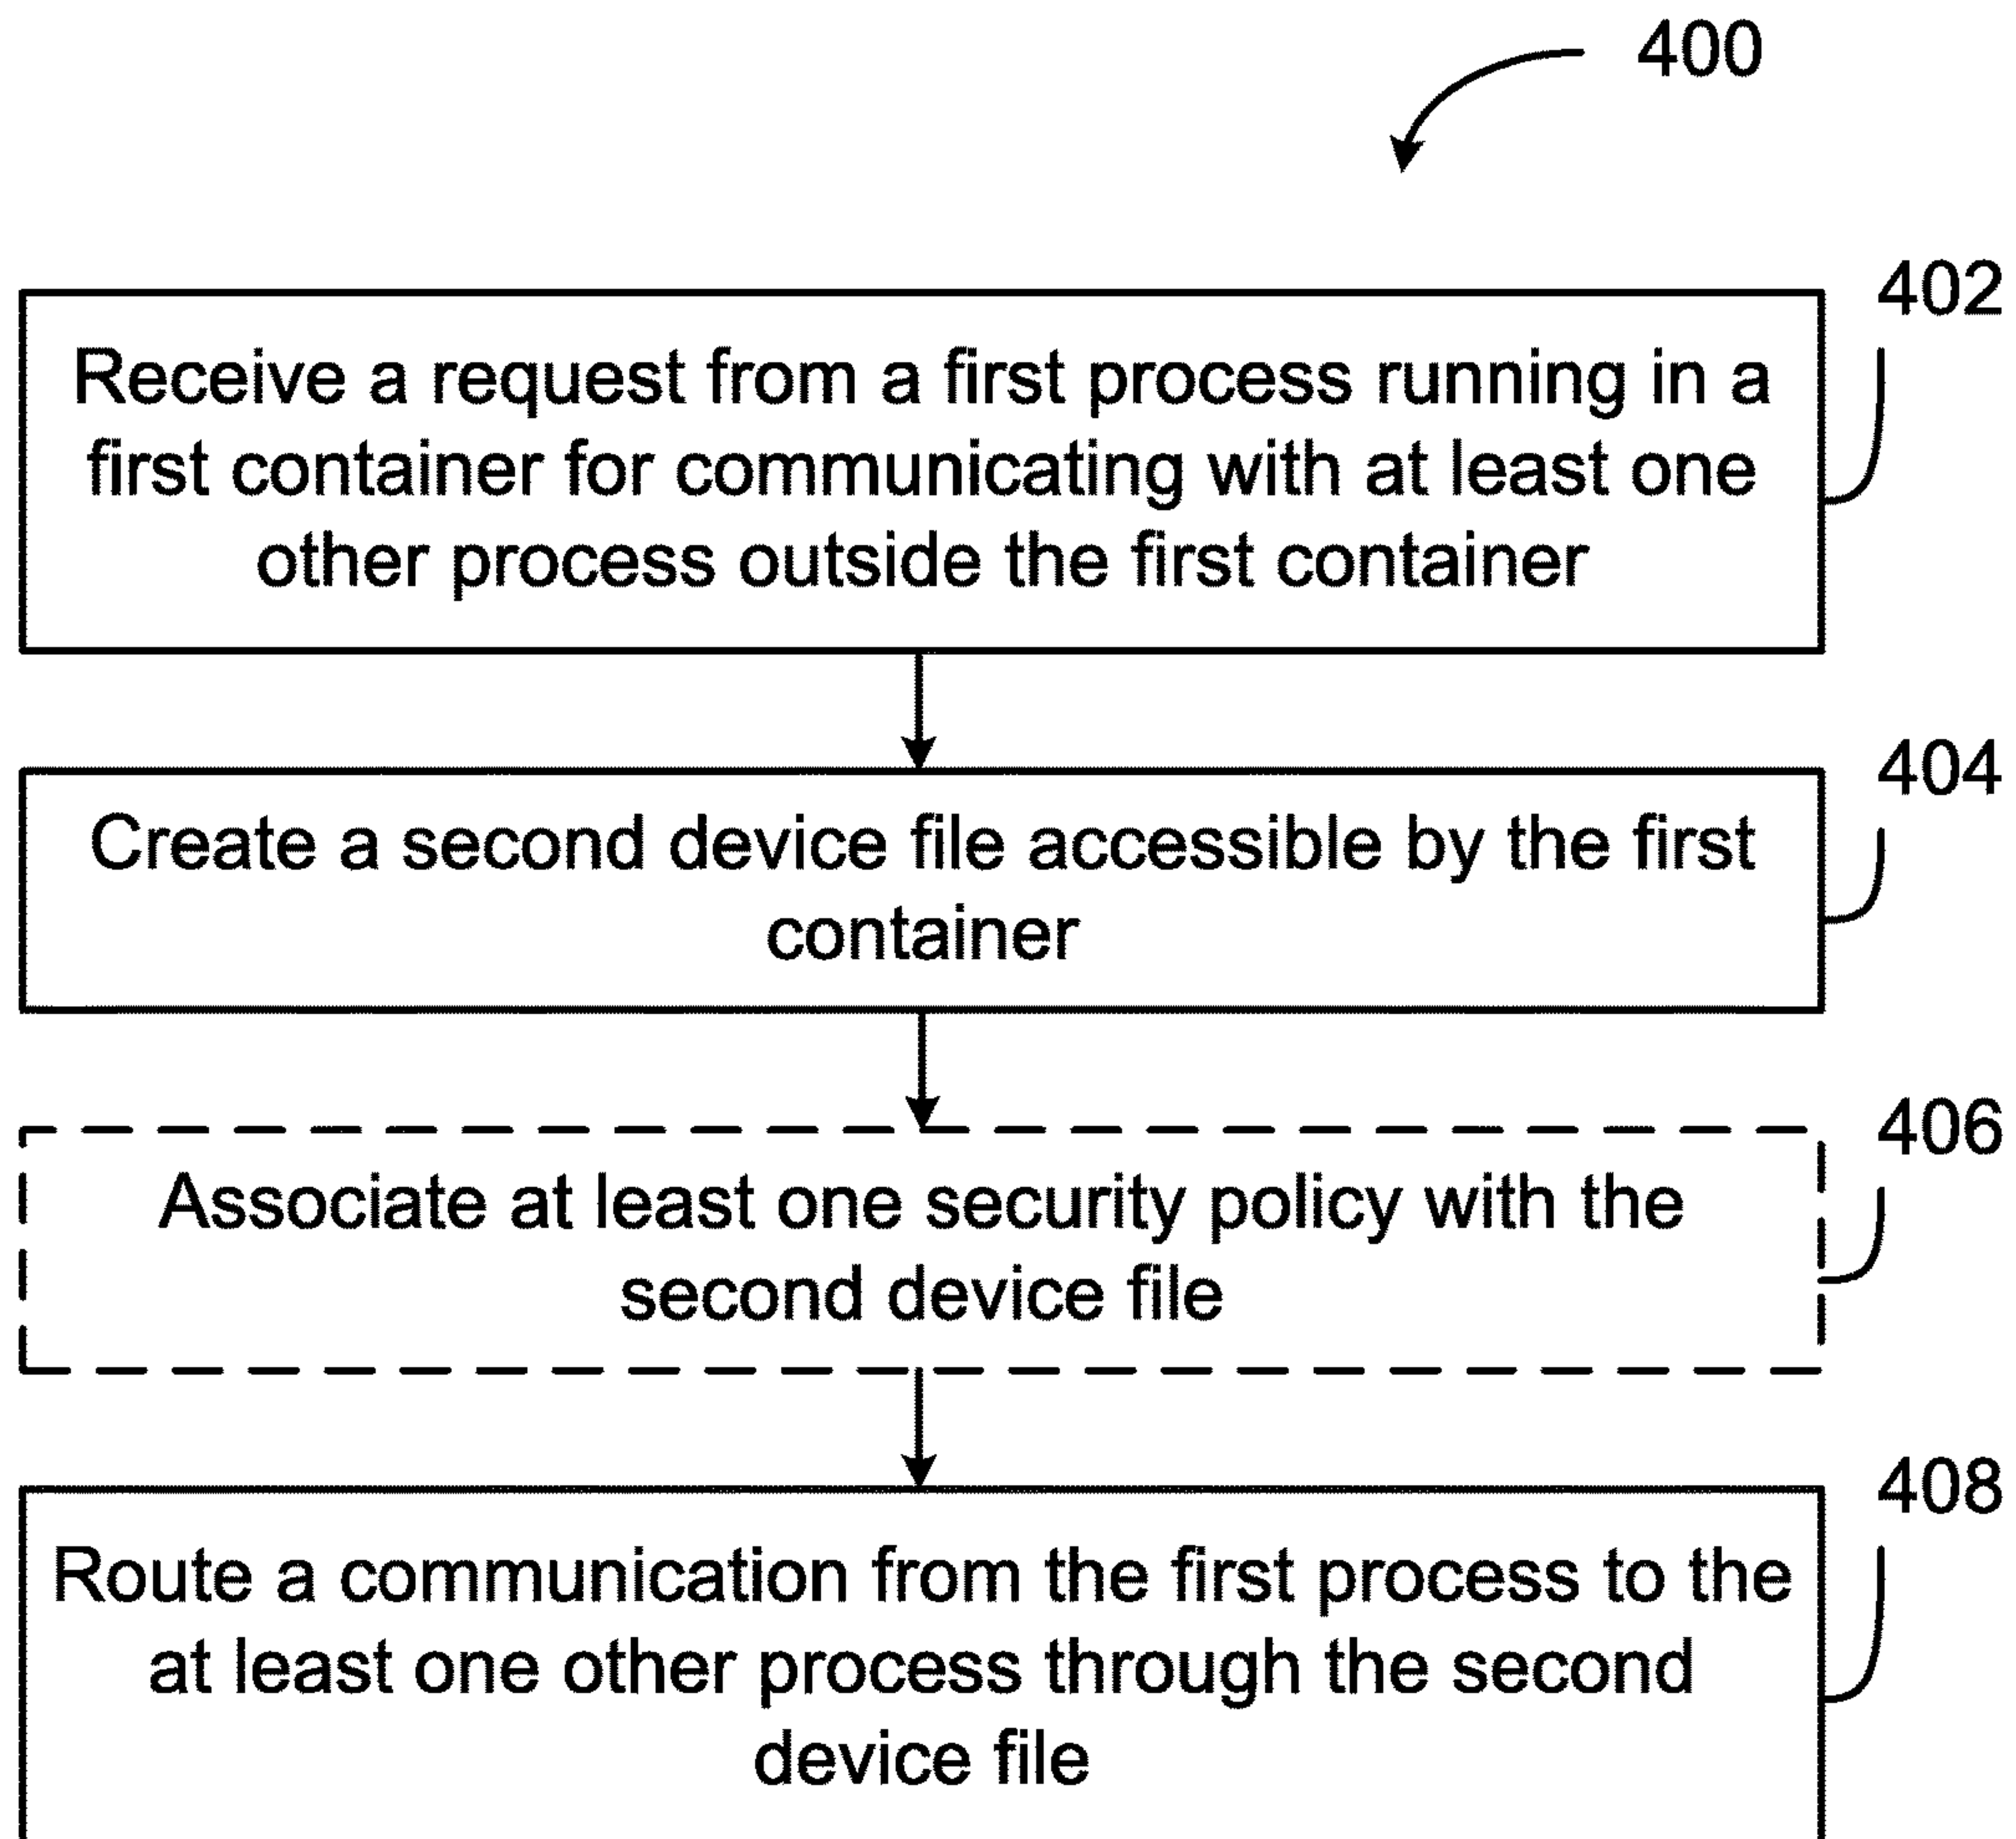 400
402
Receive a request from a first process running in a
first container for communicating with at least one
other process outside the first container
404
Create a second device file accessible by the first
container
406
Associate at least one security policy with the
second device file
408
Route a communication from the first process to the
at least one other process through the second
device file